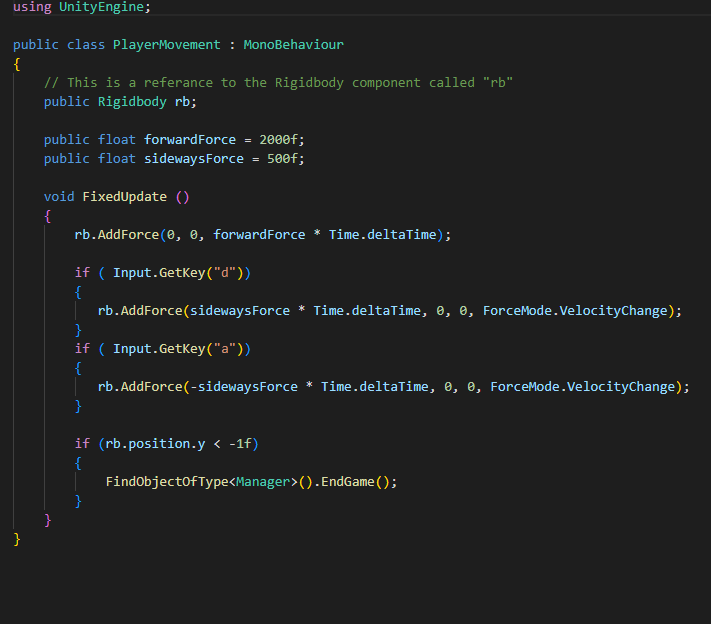 using UnityEngine;
public class PlayerMovement : MonoBehaviour
{
// This is a referance to the Rigidbody component called "rb"
public Rigidbody rb;
public float forwardForce = 2000f;
public float sidewaysForce = 500f;
void FixedUpdate ()
{
rb.AddForce(0, 0, forwardForce * Time.deltaTime);
if ( Input.GetKey("d"))
{
rb.AddForce(sidewaysForce * Time.deltaTime, 0, 0, ForceMode.VelocityChange);
}
if ( Input.GetKey("a"))
{
rb.AddForce(-sidewaysForce * Time.deltaTime, 0, 0, ForceMode.VelocityChange);
}
if (rb.position.y < -1f)
{
FindObjectOfType<Manager>().EndGame();
}
}
}